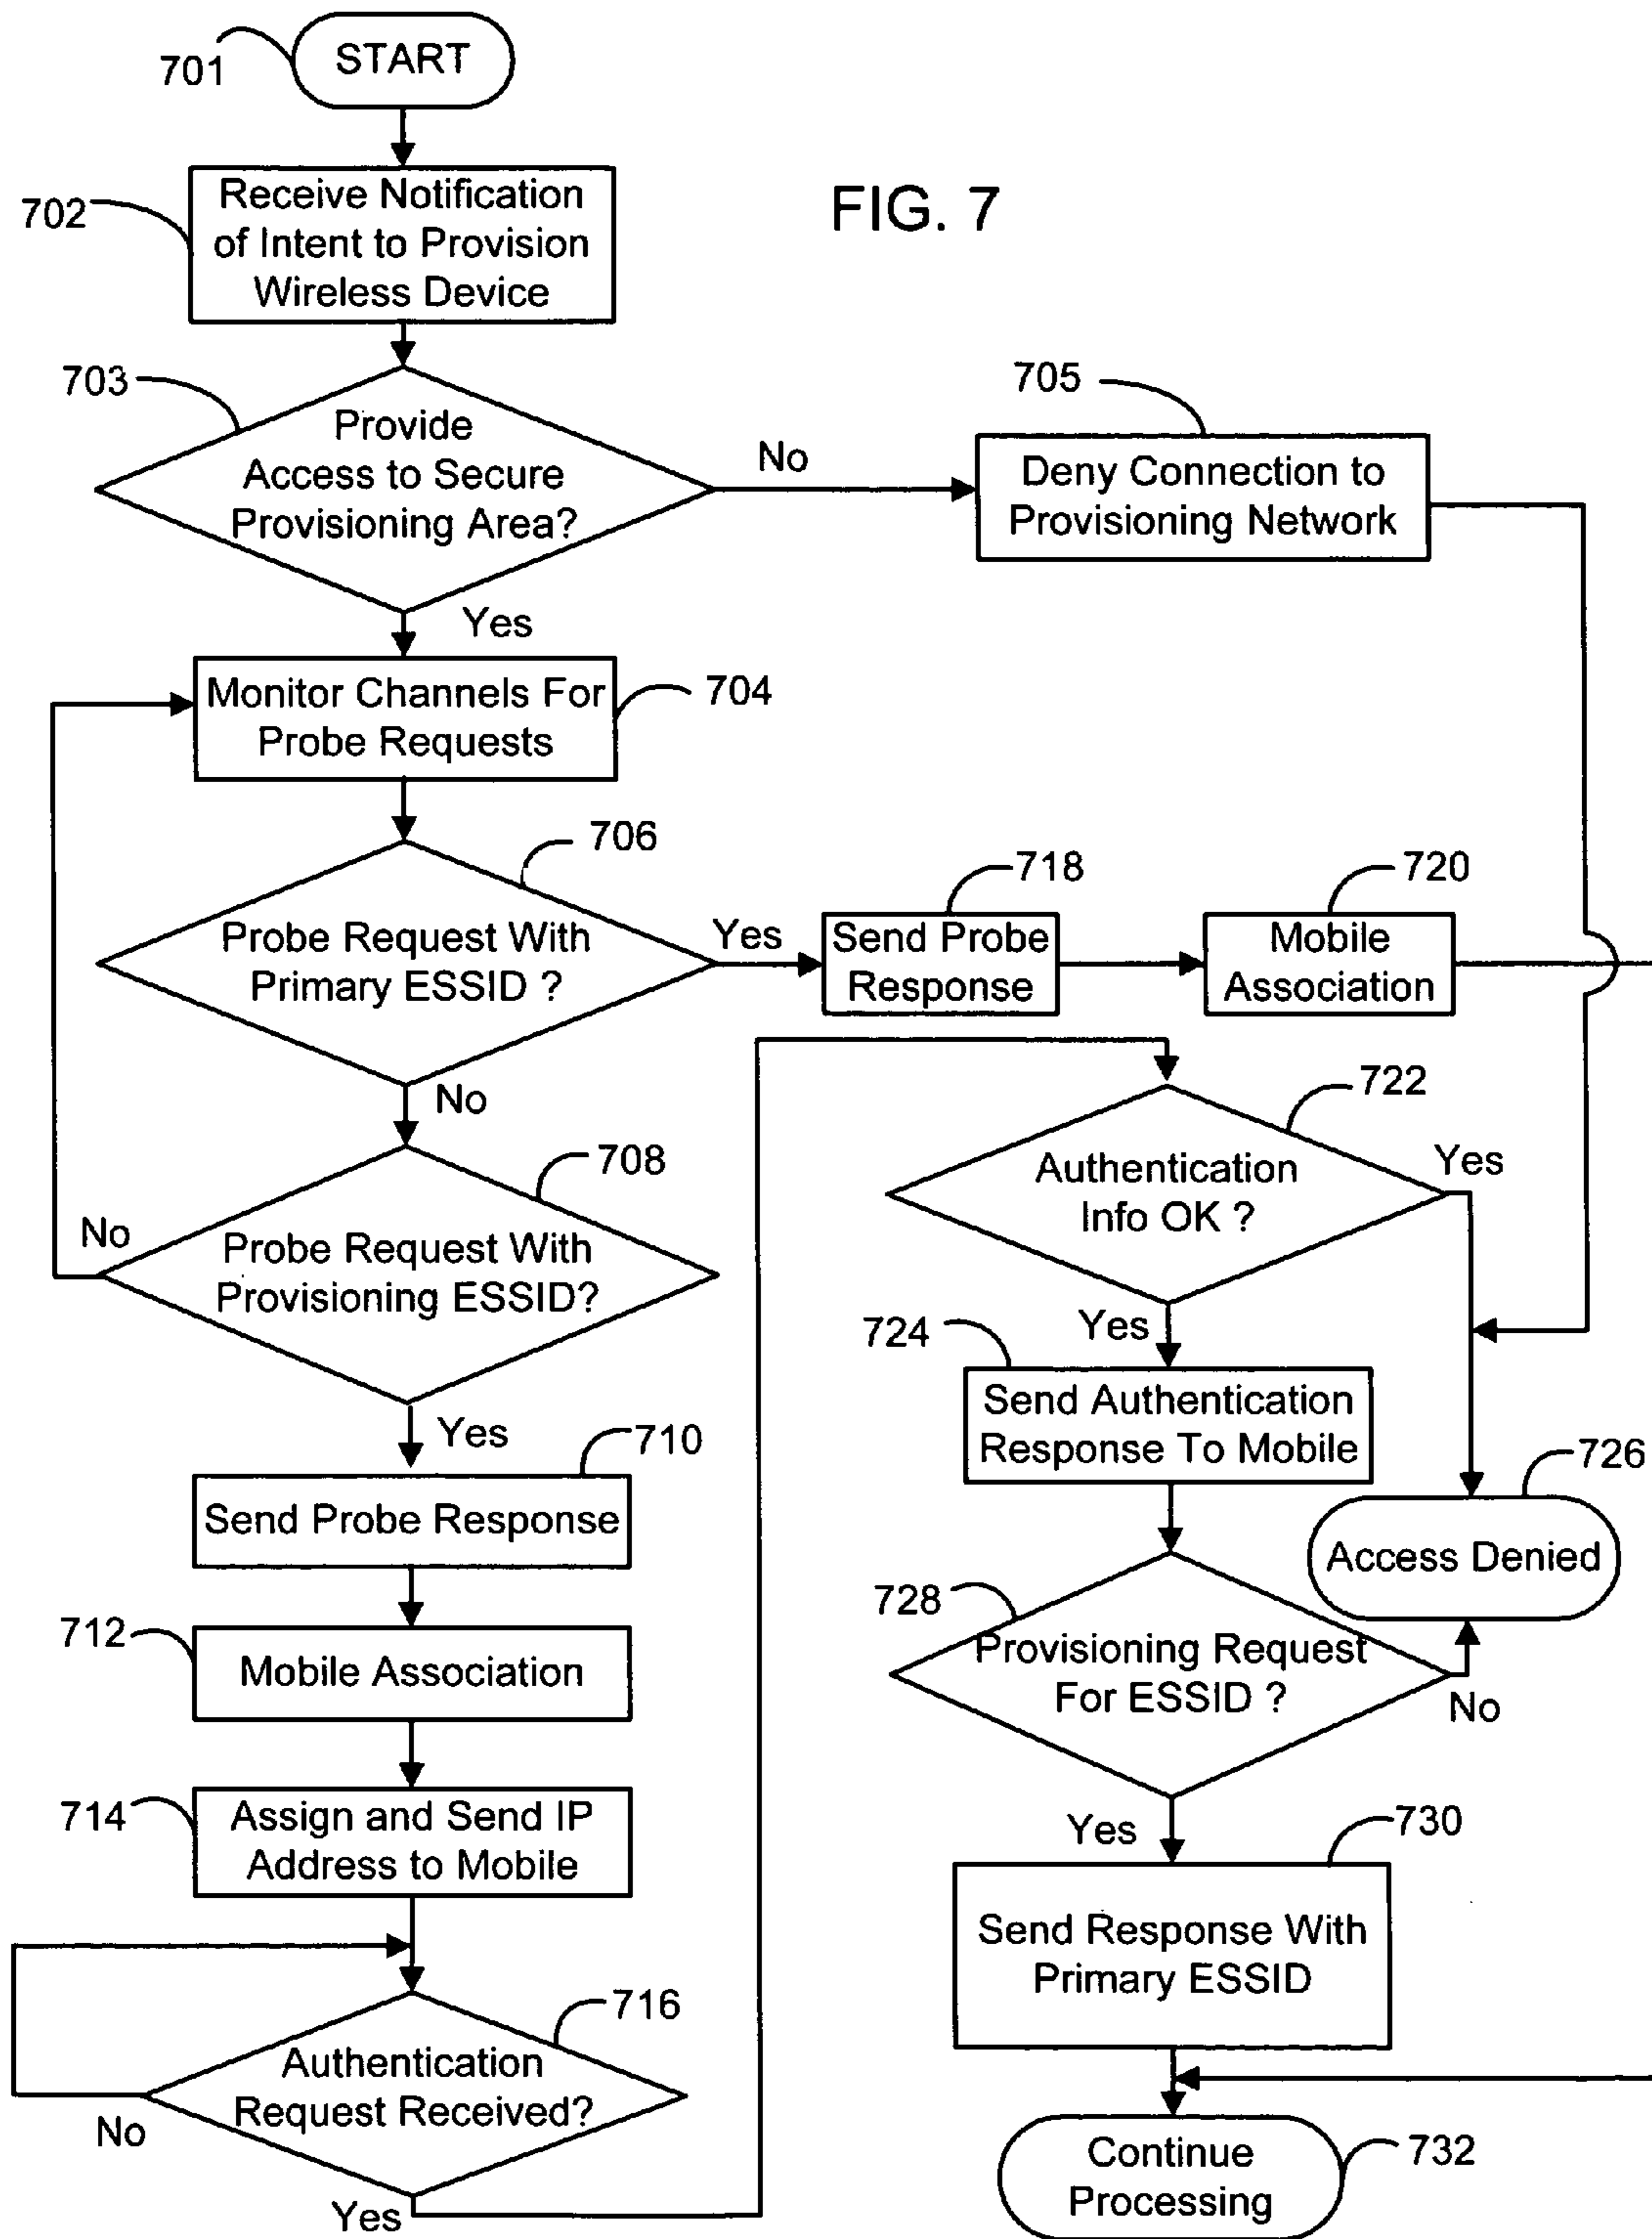 START
701
Receive Notification
of Intent to Provision
Wireless Device
702
FIG. 7
703
Provide
Access to Secure
Provisioning Area?
No
705
Deny Connection to
Provisioning Network
Yes
Monitor Channels For
Probe Requests
704
706
Probe Request With
Primary ESSID ?
Yes
718
Send Probe
Response
720
Mobile
Association
No
708
Probe Request With
Provisioning ESSID?
No
Yes
710
Send Probe Response
712
Mobile Association
714
Assign and Send IP
Address to Mobile
716
Authentication
Request Received?
No
Yes
722
Authentication
Info OK ?
Yes
Yes
724
Send Authentication
Response To Mobile
726
Access Denied
728
Provisioning Request
For ESSID ?
No
Yes
730
Send Response With
Primary ESSID
Continue
Processing
732